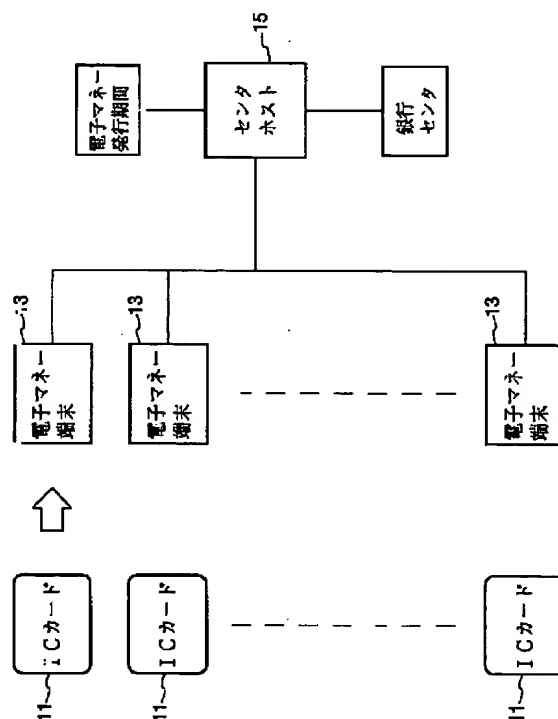 11
ICカード
11
ICカード
11
ICカード
13
電子マネー
端末
13
電子マネー
端末
13
電子マネー
端末
電子マネー
発行期間
15
センタ
ホスト
銀行
センタ